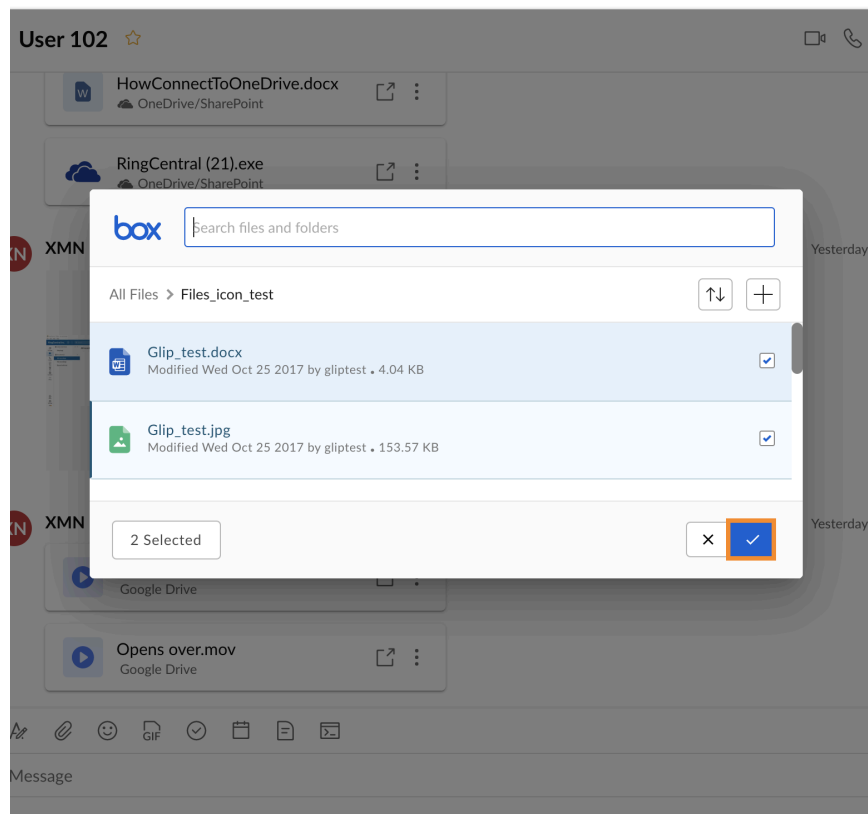 User 102
HowConnectToOneDrive.docx
OneDrive/SharePoint
RingCentral (21).exe
OneDrive/SharePoint
box
Search files and folders
XMN
Yesterday
All Files > Files_icon_test
Glip_test.docx
Modified Wed Oct 25 2017 by gliptest • 4.04 KB
Glip_test.jpg
Modified Wed Oct 25 2017 by gliptest • 153.57 KB
XMN
Yesterday
2 Selected
Google Drive
Opens over.mov
Google Drive
GIF
Message